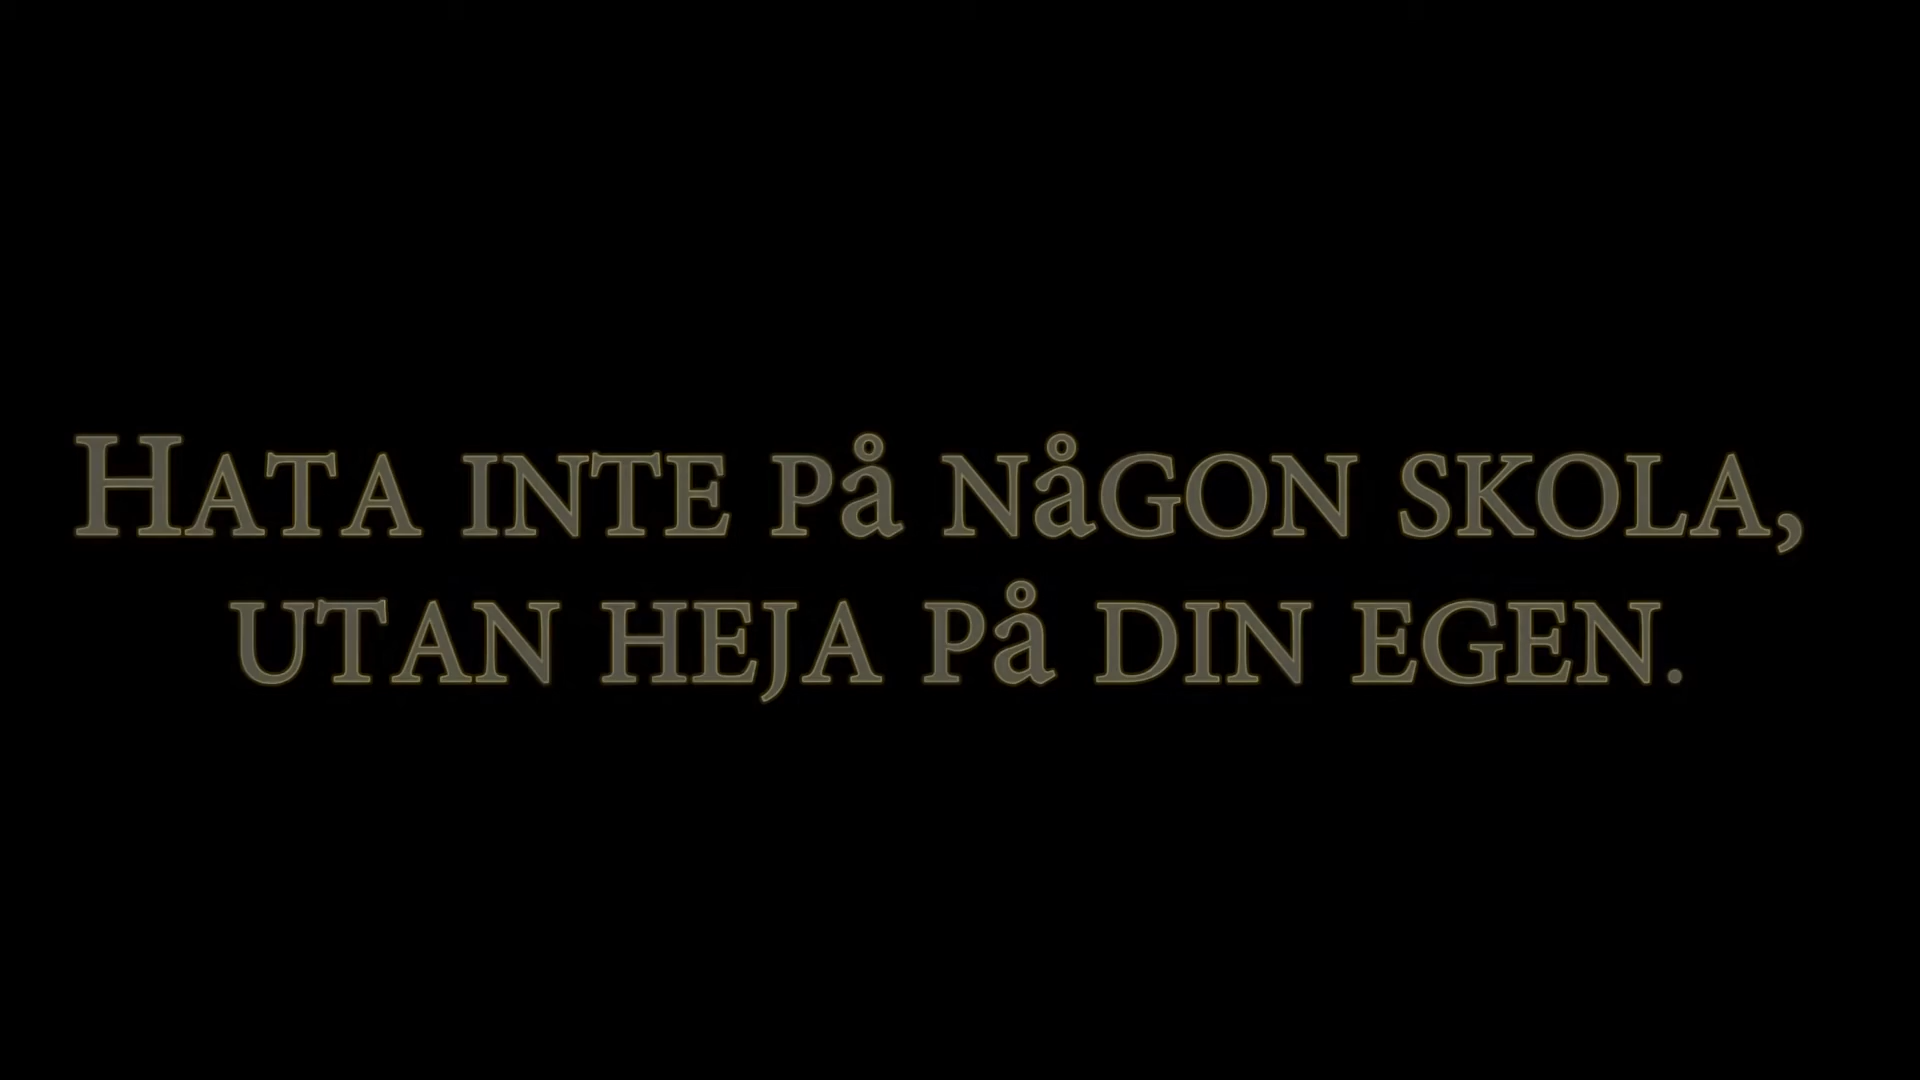 Hata inte på någon skola,
utan heja på din egen.